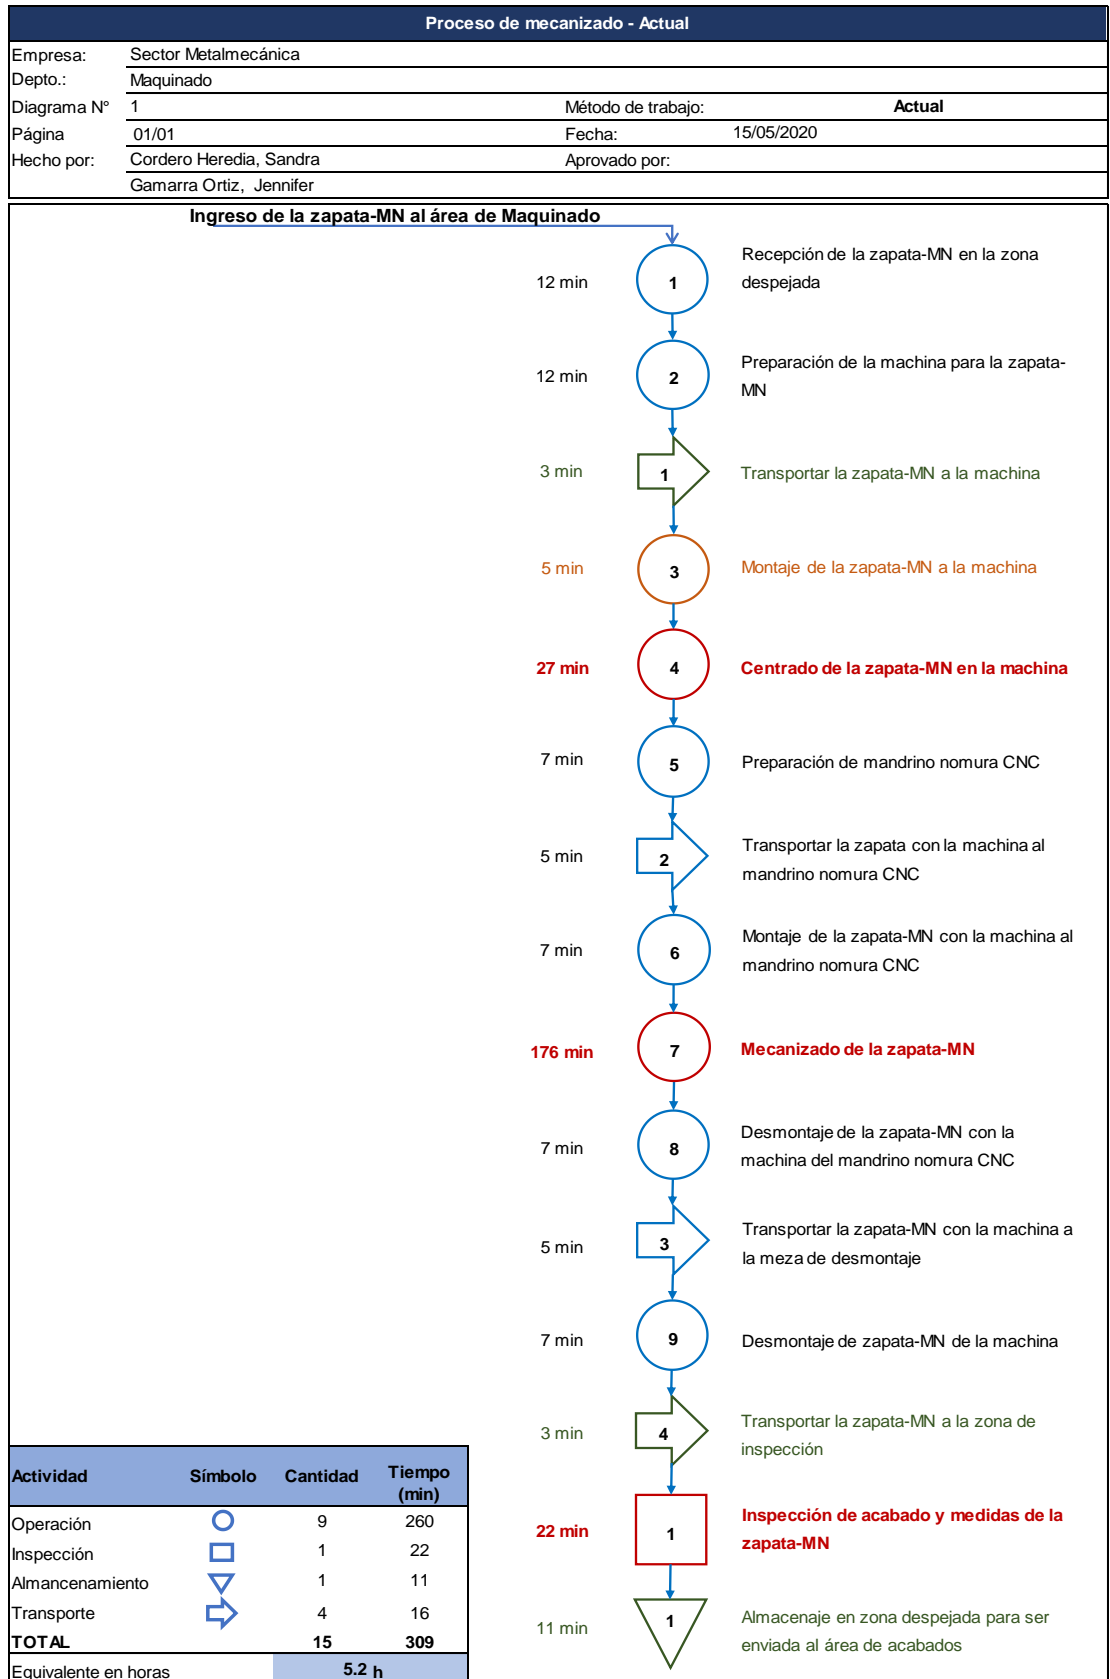 Proceso de mecanizado - Actual
Empresa: Sector Metalmecánica
Depto.: Maquinado
Diagrama N° 1 Método de trabajo: Actual
Página 01/01 Fecha: 15/05/2020
Hecho por: Cordero Heredia, Sandra Aprovado por:
Gamarra Ortiz, Jennifer
Ingreso de la zapata-MN al área de Maquinado
12 min 1 Recepción de la zapata-MN en la zona
despejada
12 min 2 Preparación de la machina para la zapata-
MN
3 min 1 Transportar la zapata-MN a la machina
5 min 3 Montaje de la zapata-MN a la machina
27 min 4 Centrado de la zapata-MN en la machina
7 min 5 Preparación de mandrino nomura CNC
5 min 2 Transportar la zapata con la machina al
mandrino nomura CNC
7 min 6 Montaje de la zapata-MN con la machina al
mandrino nomura CNC
176 min 7 Mecanizado de la zapata-MN
7 min 8 Desmontaje de la zapata-MN con la
machina del mandrino nomura CNC
5 min 3 Transportar la zapata-MN con la machina a
la meza de desmontaje
7 min 9 Desmontaje de zapata-MN de la machina
3 min 4 Transportar la zapata-MN a la zona de
inspección
22 min 1 Inspección de acabado y medidas de la
zapata-MN
11 min 1 Almacenaje en zona despejada para ser
enviada al área de acabados
Actividad Símbolo Cantidad Tiempo
(min)
Operación 9 260
Inspección 1 22
Almancenamiento 1 11
Transporte 4 16
TOTAL 15 309
Equivalente en horas 5.2 h